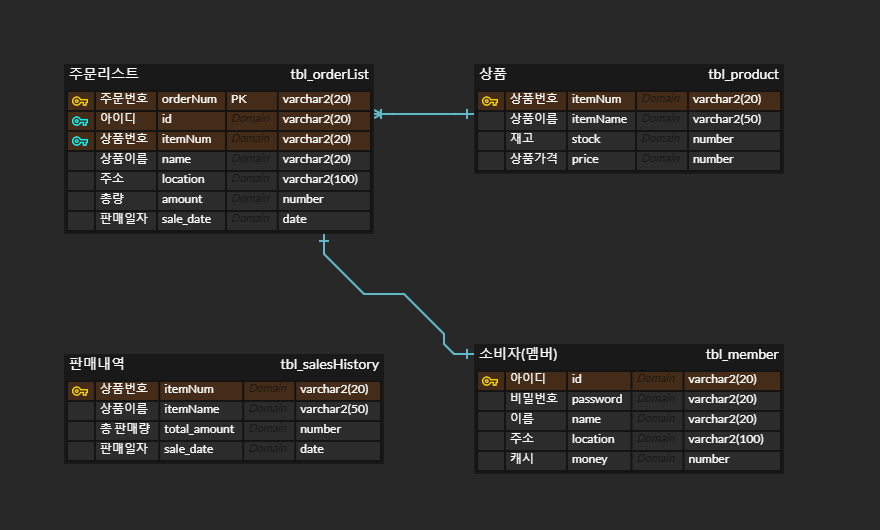 주문리스트 tbl_orderList
주문번호 orderNum PK varchar2(20)
아이디 id Domain varchar2(20)
상품번호 itemNum Domain varchar2(20)
상품이름 name Domain varchar2(20)
주소 location Domain varchar2(100)
총량 amount Domain number
판매일자 sale_date Domain date
상품 tbl_product
상품번호 itemNum Domain varchar2(20)
상품이름 itemName Domain varchar2(50)
재고 stock Domain number
상품가격 price Domain number
판매내역 tbl_salesHistory
상품번호 itemNum Domain varchar2(20)
상품이름 itemName Domain varchar2(50)
총 판매량 total_amount Domain number
판매일자 sale_date Domain date
소비자(멤버) tbl_member
아이디 id Domain varchar2(20)
비밀번호 password Domain varchar2(20)
이름 name Domain varchar2(20)
주소 location Domain varchar2(100)
캐시 money Domain number